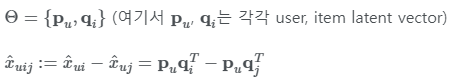 Θ = {p_u, q_i} (여기서 p_u, q_i는 각각 user, item latent vector)
x̂_uij := x̂_ui − x̂_uj = p_u q_i^T − p_u q_j^T